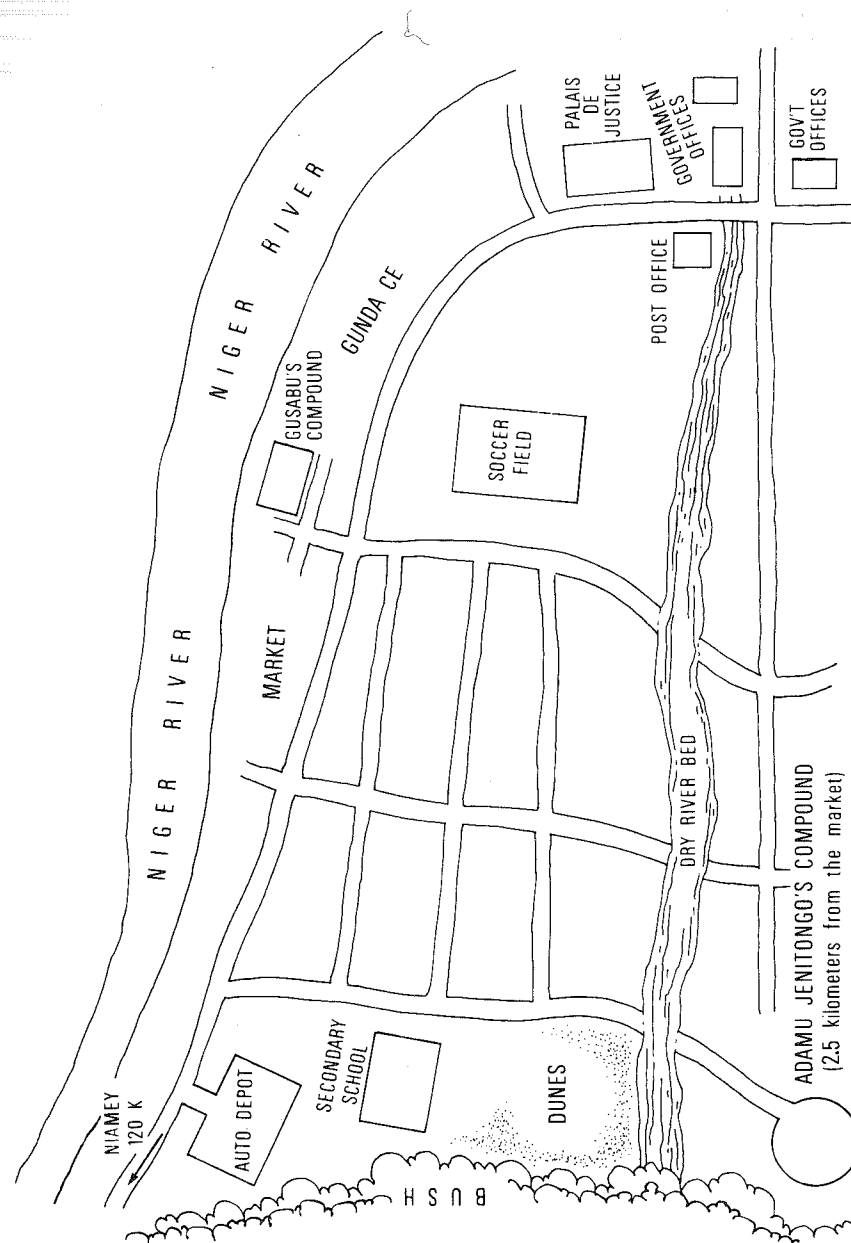 NIGER RIVER
NIGER RIVER
NIAMEY
120 K
AUTO DEPOT
SECONDARY
SCHOOL
BUSH
DUNES
MARKET
GUSABU'S
COMPOUND
GUNDA CE
SOCCER
FIELD
DRY RIVER BED
POST OFFICE
PALAIS
DE
JUSTICE
GOVERNMENT
OFFICES
GOV'T
OFFICES
ADAMU JENITONGO'S COMPOUND
(2.5 kilometers from the market)